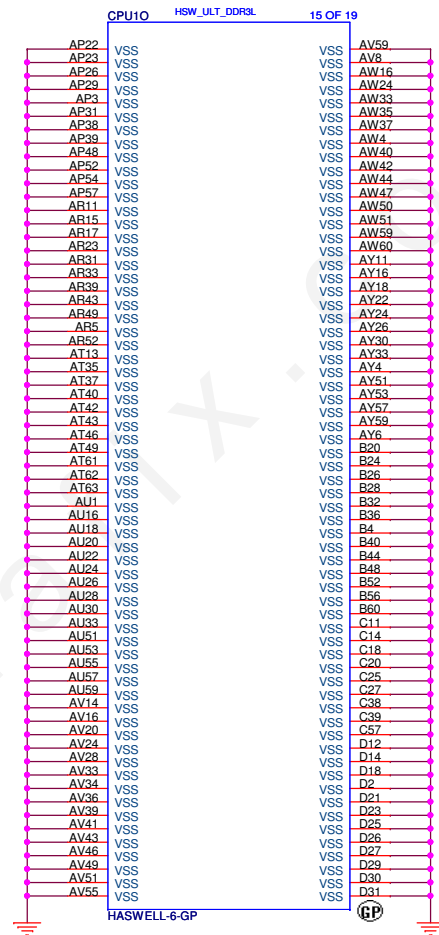 CPU1O HSW_ULT_DDR3L 15 OF 19
AP22 VSS VSS AV59
AP23 VSS VSS AV8
AP26 VSS VSS AW16
AP29 VSS VSS AW24
AP3 VSS VSS AW33
AP31 VSS VSS AW35
AP38 VSS VSS AW37
AP39 VSS VSS AW4
AP48 VSS VSS AW40
AP52 VSS VSS AW42
AP54 VSS VSS AW44
AP57 VSS VSS AW47
AR11 VSS VSS AW50
AR15 VSS VSS AW51
AR17 VSS VSS AW59
AR23 VSS VSS AW60
AR31 VSS VSS AY11
AR33 VSS VSS AY16
AR39 VSS VSS AY18
AR43 VSS VSS AY22
AR49 VSS VSS AY24
AR5 VSS VSS AY26
AR52 VSS VSS AY30
AT13 VSS VSS AY33
AT35 VSS VSS AY4
AT37 VSS VSS AY51
AT40 VSS VSS AY53
AT42 VSS VSS AY57
AT43 VSS VSS AY59
AT46 VSS VSS AY6
AT49 VSS VSS B20
AT61 VSS VSS B24
AT62 VSS VSS B26
AT63 VSS VSS B28
AU1 VSS VSS B32
AU16 VSS VSS B36
AU18 VSS VSS B4
AU20 VSS VSS B40
AU22 VSS VSS B44
AU24 VSS VSS B48
AU26 VSS VSS B52
AU28 VSS VSS B56
AU30 VSS VSS B60
AU33 VSS VSS C11
AU51 VSS VSS C14
AU53 VSS VSS C18
AU55 VSS VSS C20
AU57 VSS VSS C25
AU59 VSS VSS C27
AV14 VSS VSS C38
AV16 VSS VSS C39
AV20 VSS VSS C57
AV24 VSS VSS D12
AV28 VSS VSS D14
AV33 VSS VSS D18
AV34 VSS VSS D2
AV36 VSS VSS D21
AV39 VSS VSS D23
AV41 VSS VSS D25
AV43 VSS VSS D26
AV46 VSS VSS D27
AV49 VSS VSS D29
AV51 VSS VSS D30
AV55 VSS VSS D31
HASWELL-6-GP GP